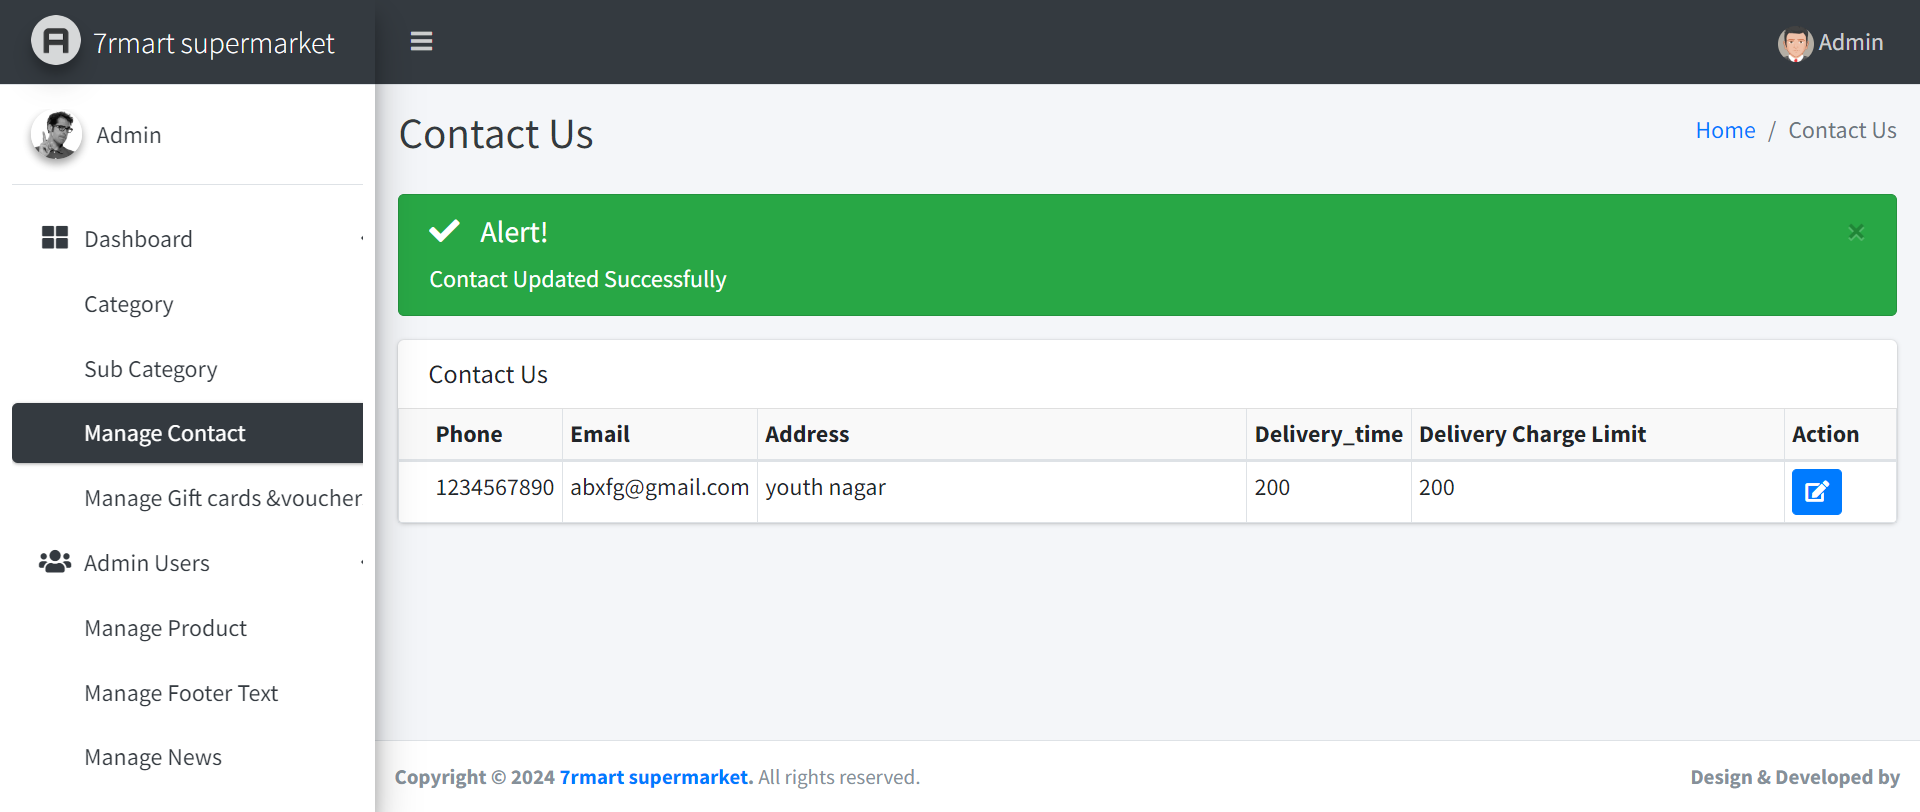 7rmart supermarket
Admin
Admin
Dashboard
Category
Sub Category
Manage Contact
Manage Gift cards &voucher
Admin Users
Manage Product
Manage Footer Text
Manage News
Contact Us
Home / Contact Us
Alert!
×
Contact Updated Successfully
Contact Us
Phone Email Address Delivery_time Delivery Charge Limit Action
1234567890 abxfg@gmail.com youth nagar 200 200
Copyright © 2024 7rmart supermarket. All rights reserved.
Design & Developed by